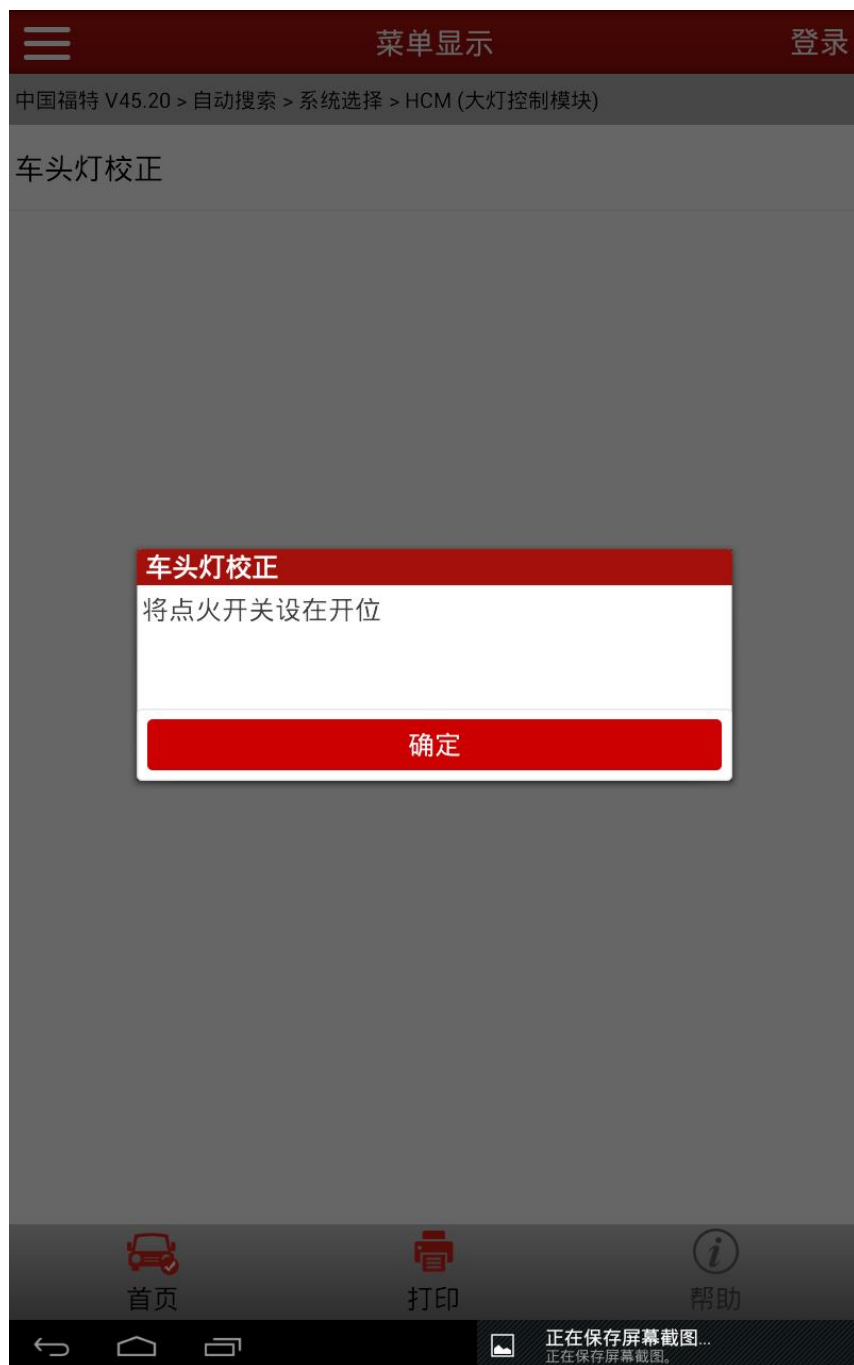 菜单显示
登录
中国福特 V45.20 > 自动搜索 > 系统选择 > HCM (大灯控制模块)
车头灯校正
车头灯校正
将点火开关设在开位
确定
首页
打印
帮助
正在保存屏幕截图...
正在保存屏幕截图。